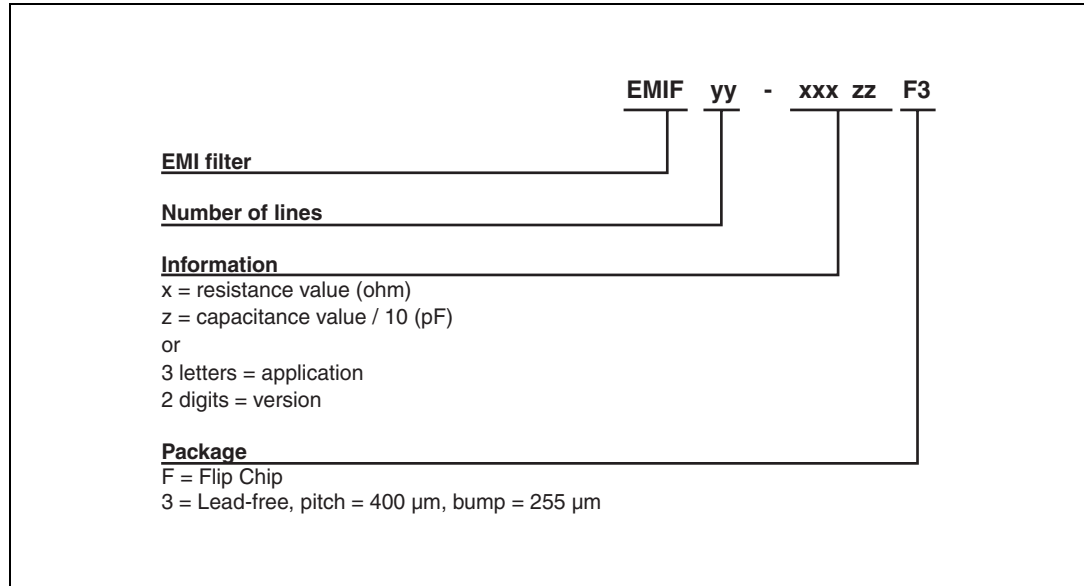 EMIF yy - xxx zz F3
EMI filter
Number of lines
Information
x = resistance value (ohm)
z = capacitance value / 10 (pF)
or
3 letters = application
2 digits = version
Package
F = Flip Chip
3 = Lead-free, pitch = 400 µm, bump = 255 µm